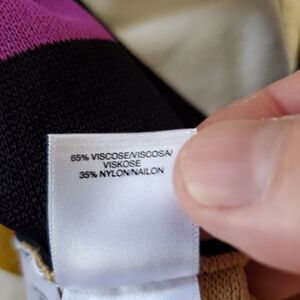 65% VISCOSE/VISCOSA/
VISKOSE
35% NYLON/NAILON